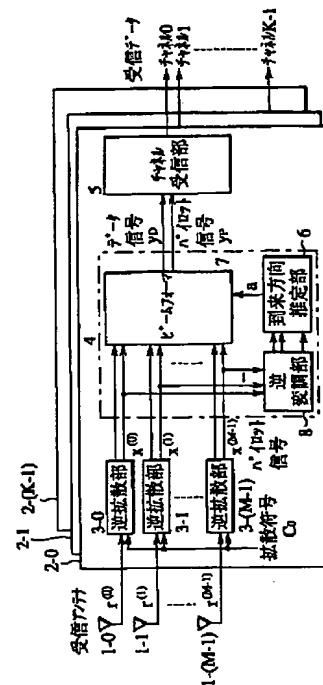 受信データ
チャネル0
チャネル1
チャネルK-1
2-(K-1)
2-1
2-0
5
チャネル
受信部
データ
信号
yD
パイロット
信号
yP
7
4
ビームフォーマ
a
6
到来方向
推定部
逆
変調部
8
3-0
逆拡散部
x(0)
逆拡散部
3-1
x(1)
逆拡散部
3-(M-1)
x(M-1)
パイロット
信号
拡散符号
C0
受信アンテナ
1-0
r(0)
1-1
r(1)
1-(M-1)
r(M-1)